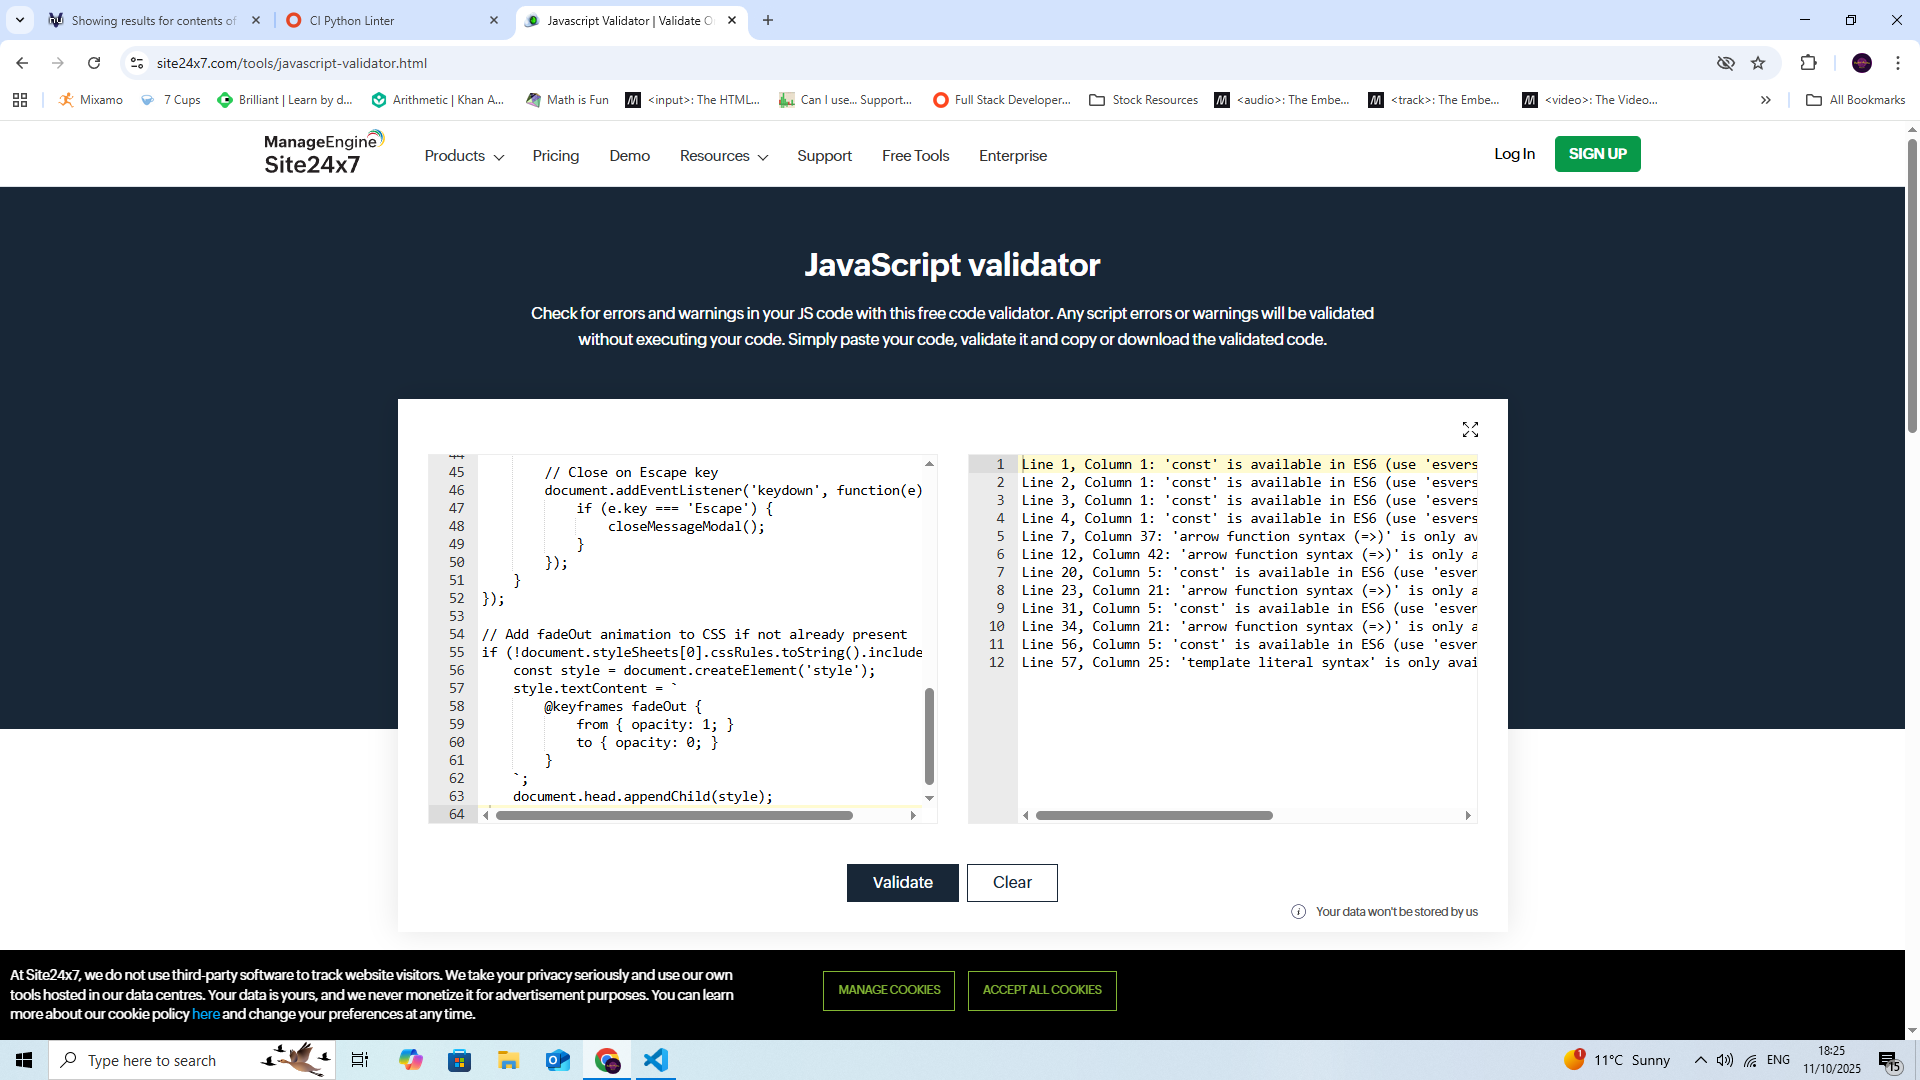 Showing results for contents of
CI Python Linter
Javascript Validator | Validate O
site24x7.com/tools/javascript-validator.html
Mixamo
7 Cups
Brilliant | Learn by d...
Arithmetic | Khan A...
Math is Fun
<input>: The HTML...
Can I use... Support...
Full Stack Developer...
Stock Resources
<audio>: The Embe...
<track>: The Embe...
<video>: The Video...
All Bookmarks
ManageEngine
Site24x7
Products
Pricing
Demo
Resources
Support
Free Tools
Enterprise
Log In
SIGN UP
JavaScript validator
Check for errors and warnings in your JS code with this free code validator. Any script errors or warnings will be validated
without executing your code. Simply paste your code, validate it and copy or download the validated code.
44
45 // Close on Escape key
46 document.addEventListener('keydown', function(e)
47 if (e.key === 'Escape') {
48 closeMessageModal();
49 }
50 });
51 }
52 });
53
54 // Add fadeOut animation to CSS if not already present
55 if (!document.styleSheets[0].cssRules.toString().include
56 const style = document.createElement('style');
57 style.textContent = `
58 @keyframes fadeOut {
59 from { opacity: 1; }
60 to { opacity: 0; }
61 }
62 `;
63 document.head.appendChild(style);
64
1 Line 1, Column 1: 'const' is available in ES6 (use 'esvers
2 Line 2, Column 1: 'const' is available in ES6 (use 'esvers
3 Line 3, Column 1: 'const' is available in ES6 (use 'esvers
4 Line 4, Column 1: 'const' is available in ES6 (use 'esvers
5 Line 7, Column 37: 'arrow function syntax (=>)' is only av
6 Line 12, Column 42: 'arrow function syntax (=>)' is only a
7 Line 20, Column 5: 'const' is available in ES6 (use 'esver
8 Line 23, Column 21: 'arrow function syntax (=>)' is only a
9 Line 31, Column 5: 'const' is available in ES6 (use 'esver
10 Line 34, Column 21: 'arrow function syntax (=>)' is only a
11 Line 56, Column 5: 'const' is available in ES6 (use 'esver
12 Line 57, Column 25: 'template literal syntax' is only avai
Validate
Clear
Your data won't be stored by us
At Site24x7, we do not use third-party software to track website visitors. We take your privacy seriously and use our own
tools hosted in our data centres. Your data is yours, and we never monetize it for advertisement purposes. You can learn
more about our cookie policy here and change your preferences at any time.
MANAGE COOKIES
ACCEPT ALL COOKIES
Type here to search
1
11°C Sunny
ENG
18:25
11/10/2025
15